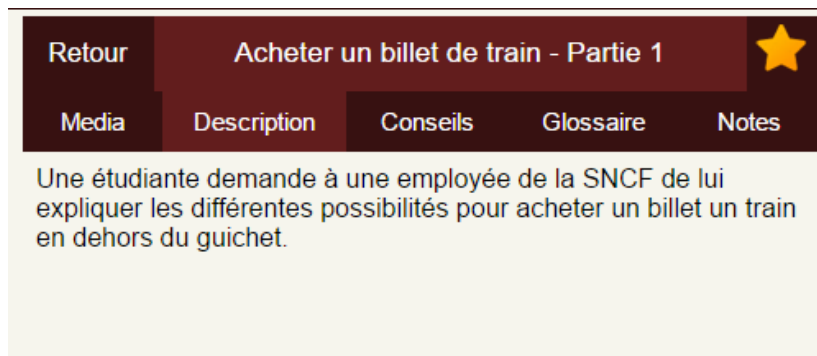 Retour Acheter un billet de train - Partie 1
Media Description Conseils Glossaire Notes
Une étudiante demande à une employée de la SNCF de lui
expliquer les différentes possibilités pour acheter un billet un train
en dehors du guichet.